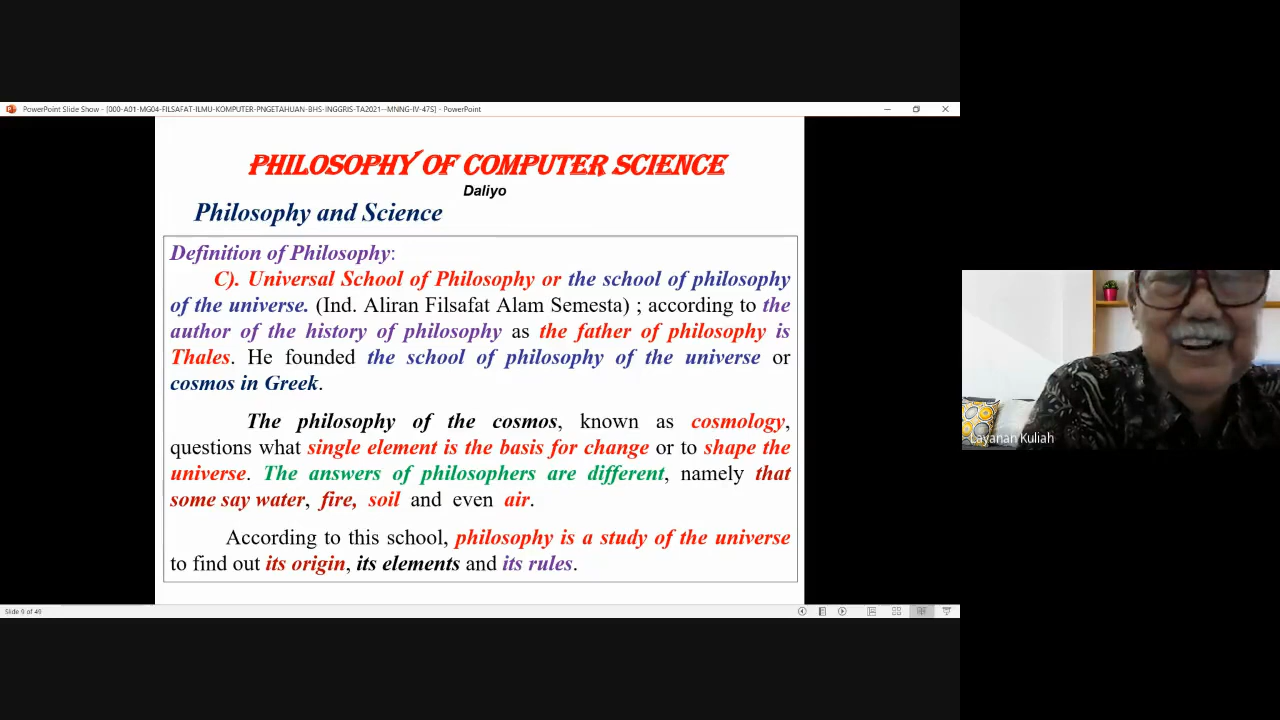 PowerPoint Slide Show - [000-A01-MG04-FILSAFAT-ILMU-KOMPUTER-PNGETAHUAN-BHS-INGGRIS-TA2021--MNNG-IV-47S] - PowerPoint
PHILOSOPHY OF COMPUTER SCIENCE
Daliyo
Philosophy and Science
Definition of Philosophy:
C). Universal School of Philosophy or the school of philosophy
of the universe. (Ind. Aliran Filsafat Alam Semesta) ; according to the
author of the history of philosophy as the father of philosophy is
Thales. He founded the school of philosophy of the universe or
cosmos in Greek.
The philosophy of the cosmos, known as cosmology,
questions what single element is the basis for change or to shape the
universe. The answers of philosophers are different, namely that
some say water, fire, soil and even air.
According to this school, philosophy is a study of the universe
to find out its origin, its elements and its rules.
Slide 9 of 49
Layanan Kuliah